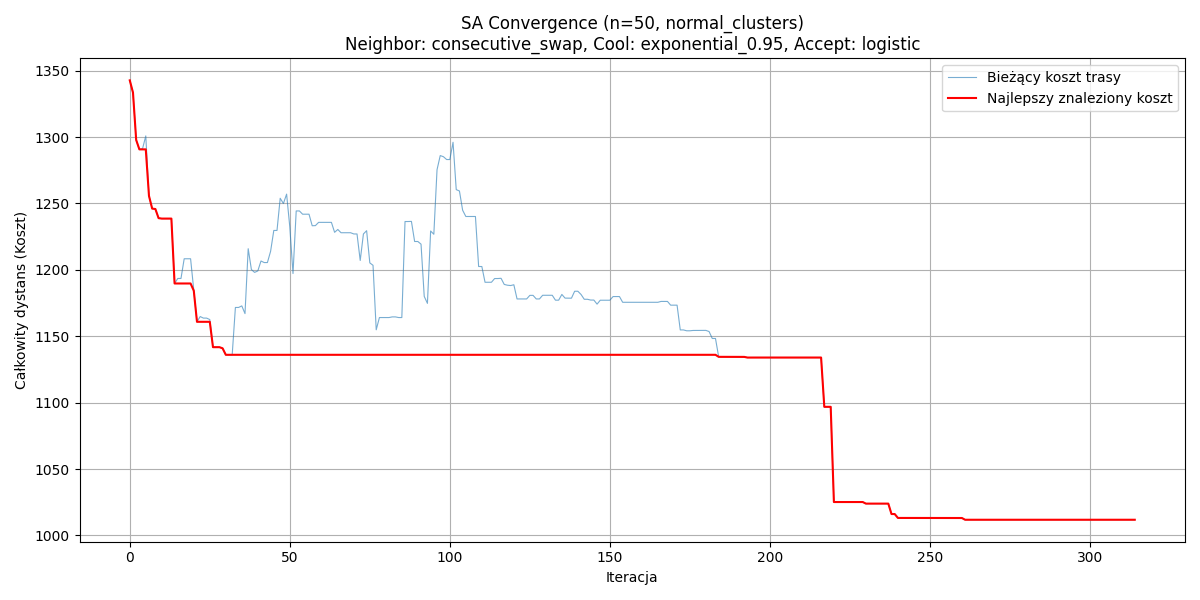 SA Convergence (n=50, normal_clusters)
Neighbor: consecutive_swap, Cool: exponential_0.95, Accept: logistic
Bieżący koszt trasy
Najlepszy znaleziony koszt
Całkowity dystans (Koszt)
1350
1300
1250
1200
1150
1100
1050
1000
0 50 100 150 200 250 300
Iteracja